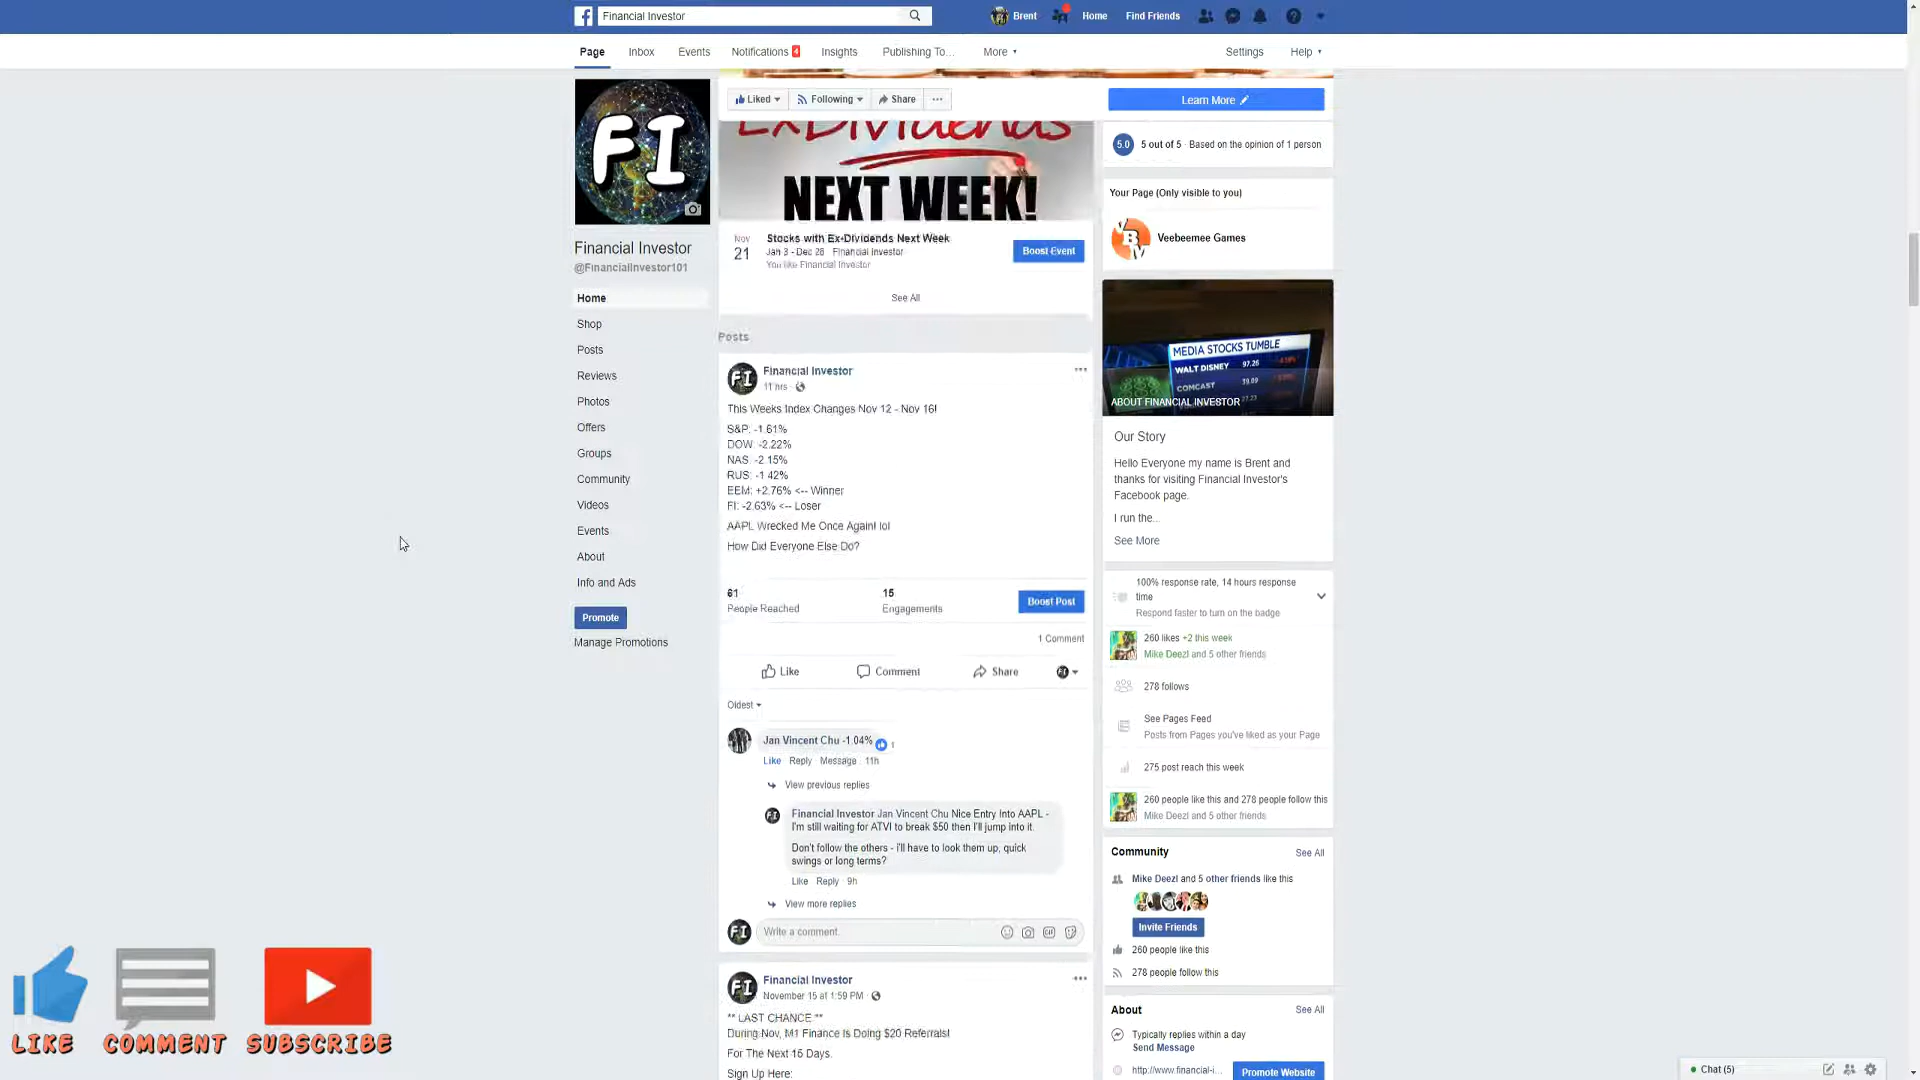 Financial Investor
Brent
Home
Find Friends
Page
Inbox
Events
Notifications 4
Insights
Publishing To...
More
Settings
Help
FI
Financial Investor
@FinancialInvestor101
Home
Shop
Posts
Reviews
Photos
Offers
Groups
Community
Videos
Events
About
Info and Ads
Promote
Manage Promotions
Liked
Following
Share
Learn More
ExDividends
NEXT WEEK!
Nov
21
Stocks with Ex-Dividends Next Week
Jan 3 - Dec 28 · Financial Investor
You like Financial Investor
Boost Event
See All
Posts
Financial Investor
11 hrs ·
This Weeks Index Changes Nov 12 - Nov 16!
S&P: -1.61%
DOW: -2.22%
NAS: -2.15%
RUS: -1.42%
EEM: +2.76% <-- Winner
FI: -2.63% <-- Loser
AAPL Wrecked Me Once Again! lol
How Did Everyone Else Do?
61
People Reached
15
Engagements
Boost Post
1 Comment
Like
Comment
Share
Oldest
Jan Vincent Chu -1.04%
1
Like · Reply · Message · 11h
View previous replies
Financial Investor Jan Vincent Chu Nice Entry Into AAPL -
I'm still waiting for ATVI to break $50 then I'll jump into it.
Don't follow the others - i'll have to look them up, quick
swings or long terms?
Like · Reply · 9h
View more replies
Write a comment...
Financial Investor
November 15 at 1:59 PM ·
** LAST CHANCE **
During Nov, M1 Finance Is Doing $20 Referrals!
For The Next 15 Days.
Sign Up Here:
5.0
5 out of 5 · Based on the opinion of 1 person
Your Page (Only visible to you)
Veebeemee Games
MEDIA STOCKS TUMBLE
WALT DISNEY 97.26
COMCAST 39.09
ABOUT FINANCIAL INVESTOR
Our Story
Hello Everyone my name is Brent and
thanks for visiting Financial Investor's
Facebook page.
I run the...
See More
100% response rate, 14 hours response
time
Respond faster to turn on the badge
260 likes +2 this week
Mike Deezl and 5 other friends
278 follows
See Pages Feed
Posts from Pages you've liked as your Page
275 post reach this week
260 people like this and 278 people follow this
Mike Deezl and 5 other friends
Community
See All
Mike Deezl and 5 other friends like this
Invite Friends
260 people like this
278 people follow this
About
See All
Typically replies within a day
Send Message
http://www.financial-i...
Promote Website
LIKE
COMMENT
SUBSCRIBE
Chat (5)